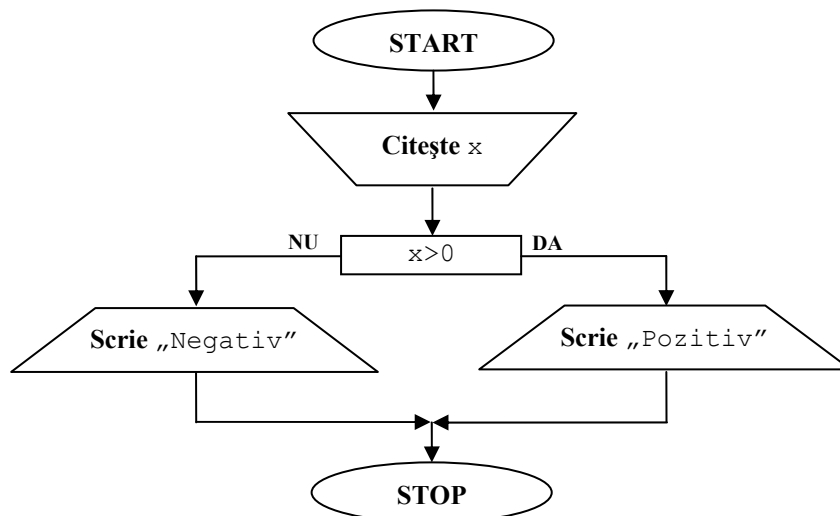 START
Citeşte x
NU
x>0
DA
Scrie „Negativ”
Scrie „Pozitiv”
STOP